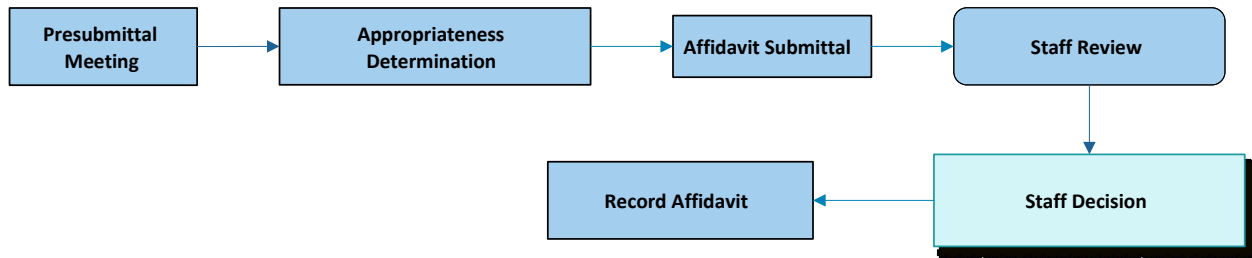 Presubmittal
Meeting
Appropriateness
Determination
Affidavit Submittal
Staff Review
Record Affidavit
Staff Decision